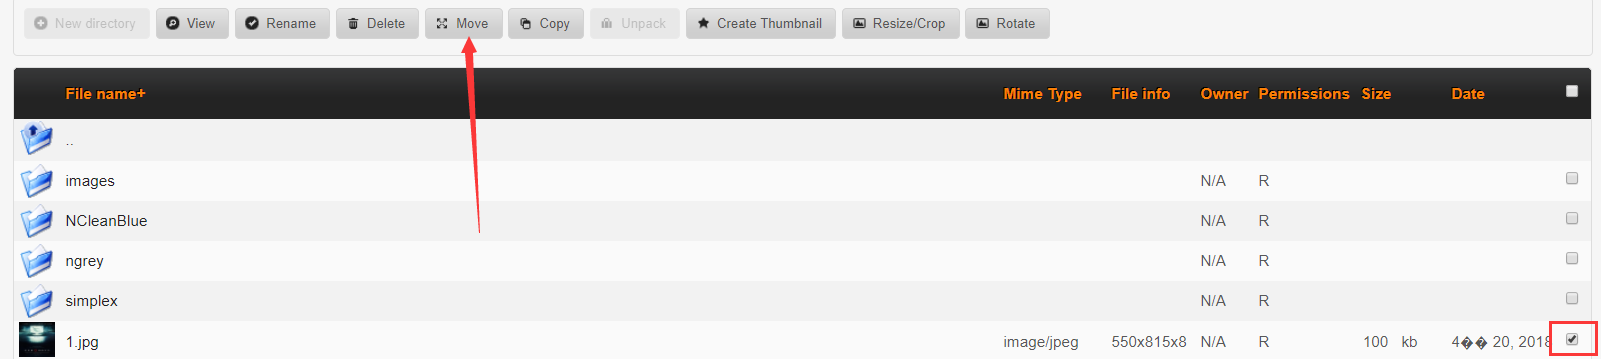 New directory View Rename Delete Move Copy Unpack Create Thumbnail Resize/Crop Rotate
File name+ Mime Type File info Owner Permissions Size Date
..
images N/A R
NCleanBlue N/A R
ngrey N/A R
simplex N/A R
1.jpg image/jpeg 550x815x8 N/A R 100 kb 4�� 20, 2018